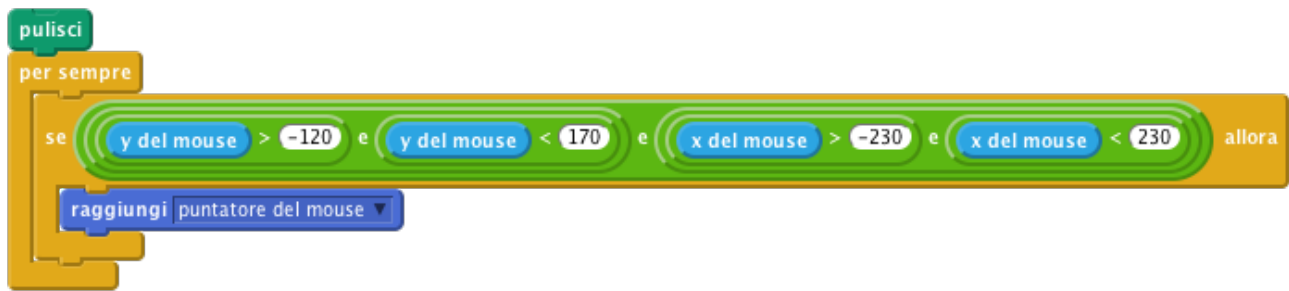 pulisci
per sempre
se y del mouse > -120 e y del mouse < 170 e x del mouse > -230 e x del mouse < 230 allora
raggiungi puntatore del mouse ▼